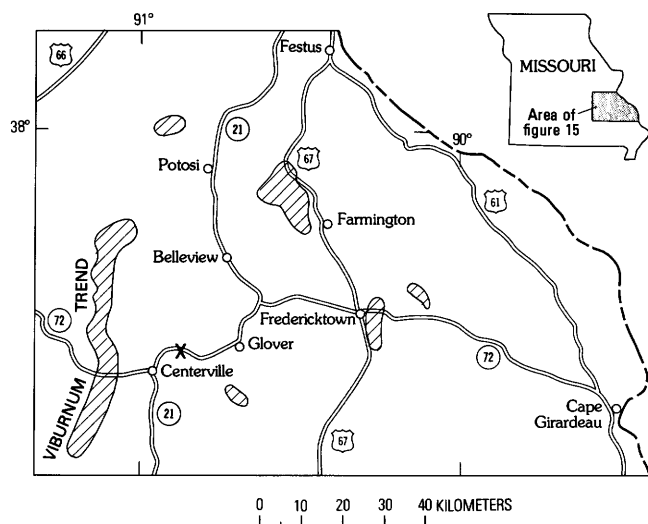 91°
66
Festus
MISSOURI
Area of
figure 15
38°
21
90°
Potosi
67
61
Farmington
Belleview
VIBURNUM TREND
72
Fredericktown
Glover
72
Centerville
21
67
Cape
Girardeau
0 10 20 30 40 KILOMETERS